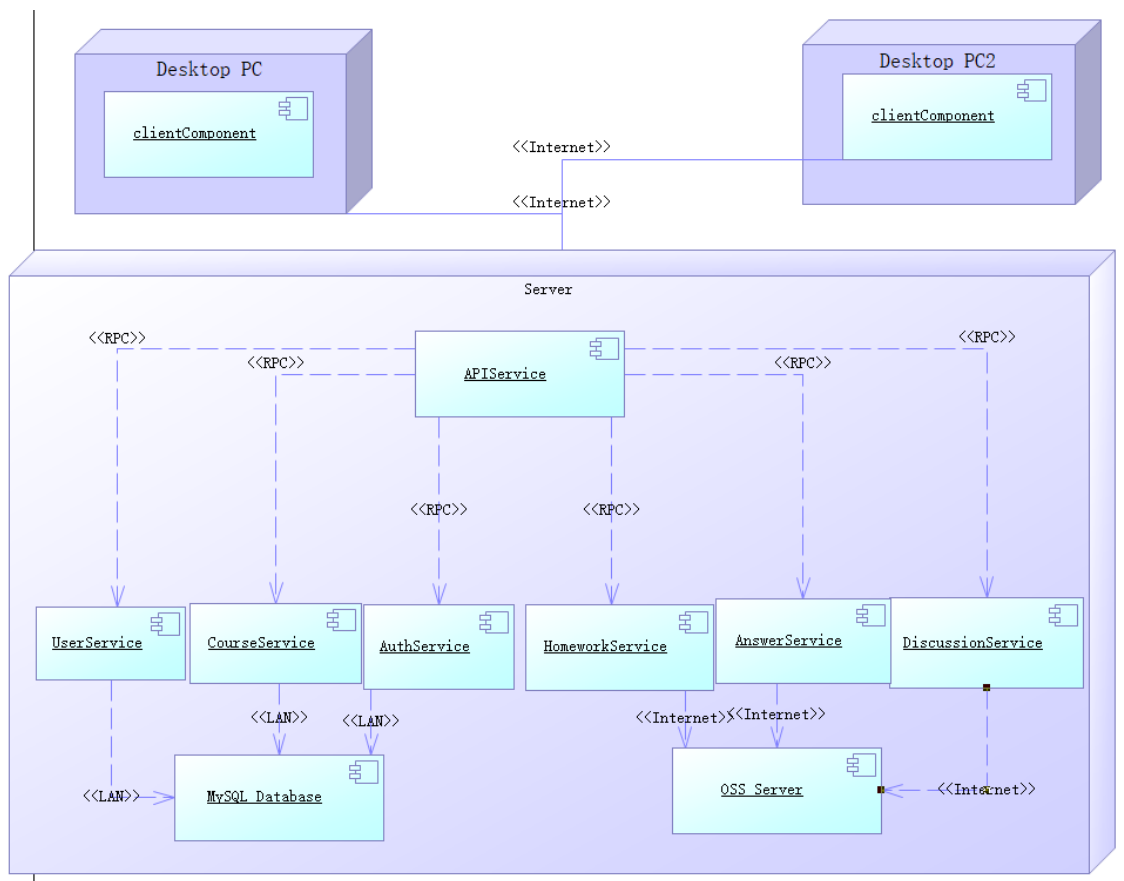 Desktop PC
Desktop PC2
clientComponent
clientComponent
<<Internet>>
<<Internet>>
Server
<<RPC>>
<<RPC>>
<<RPC>>
<<RPC>>
APIService
<<RPC>>
<<RPC>>
UserService
CourseService
AuthService
HomeworkService
AnswerService
DiscussionService
<<LAN>>
<<LAN>>
<<Internet>>
<<Internet>>
<<LAN>>
MySQL Database
OSS Server
<<Internet>>